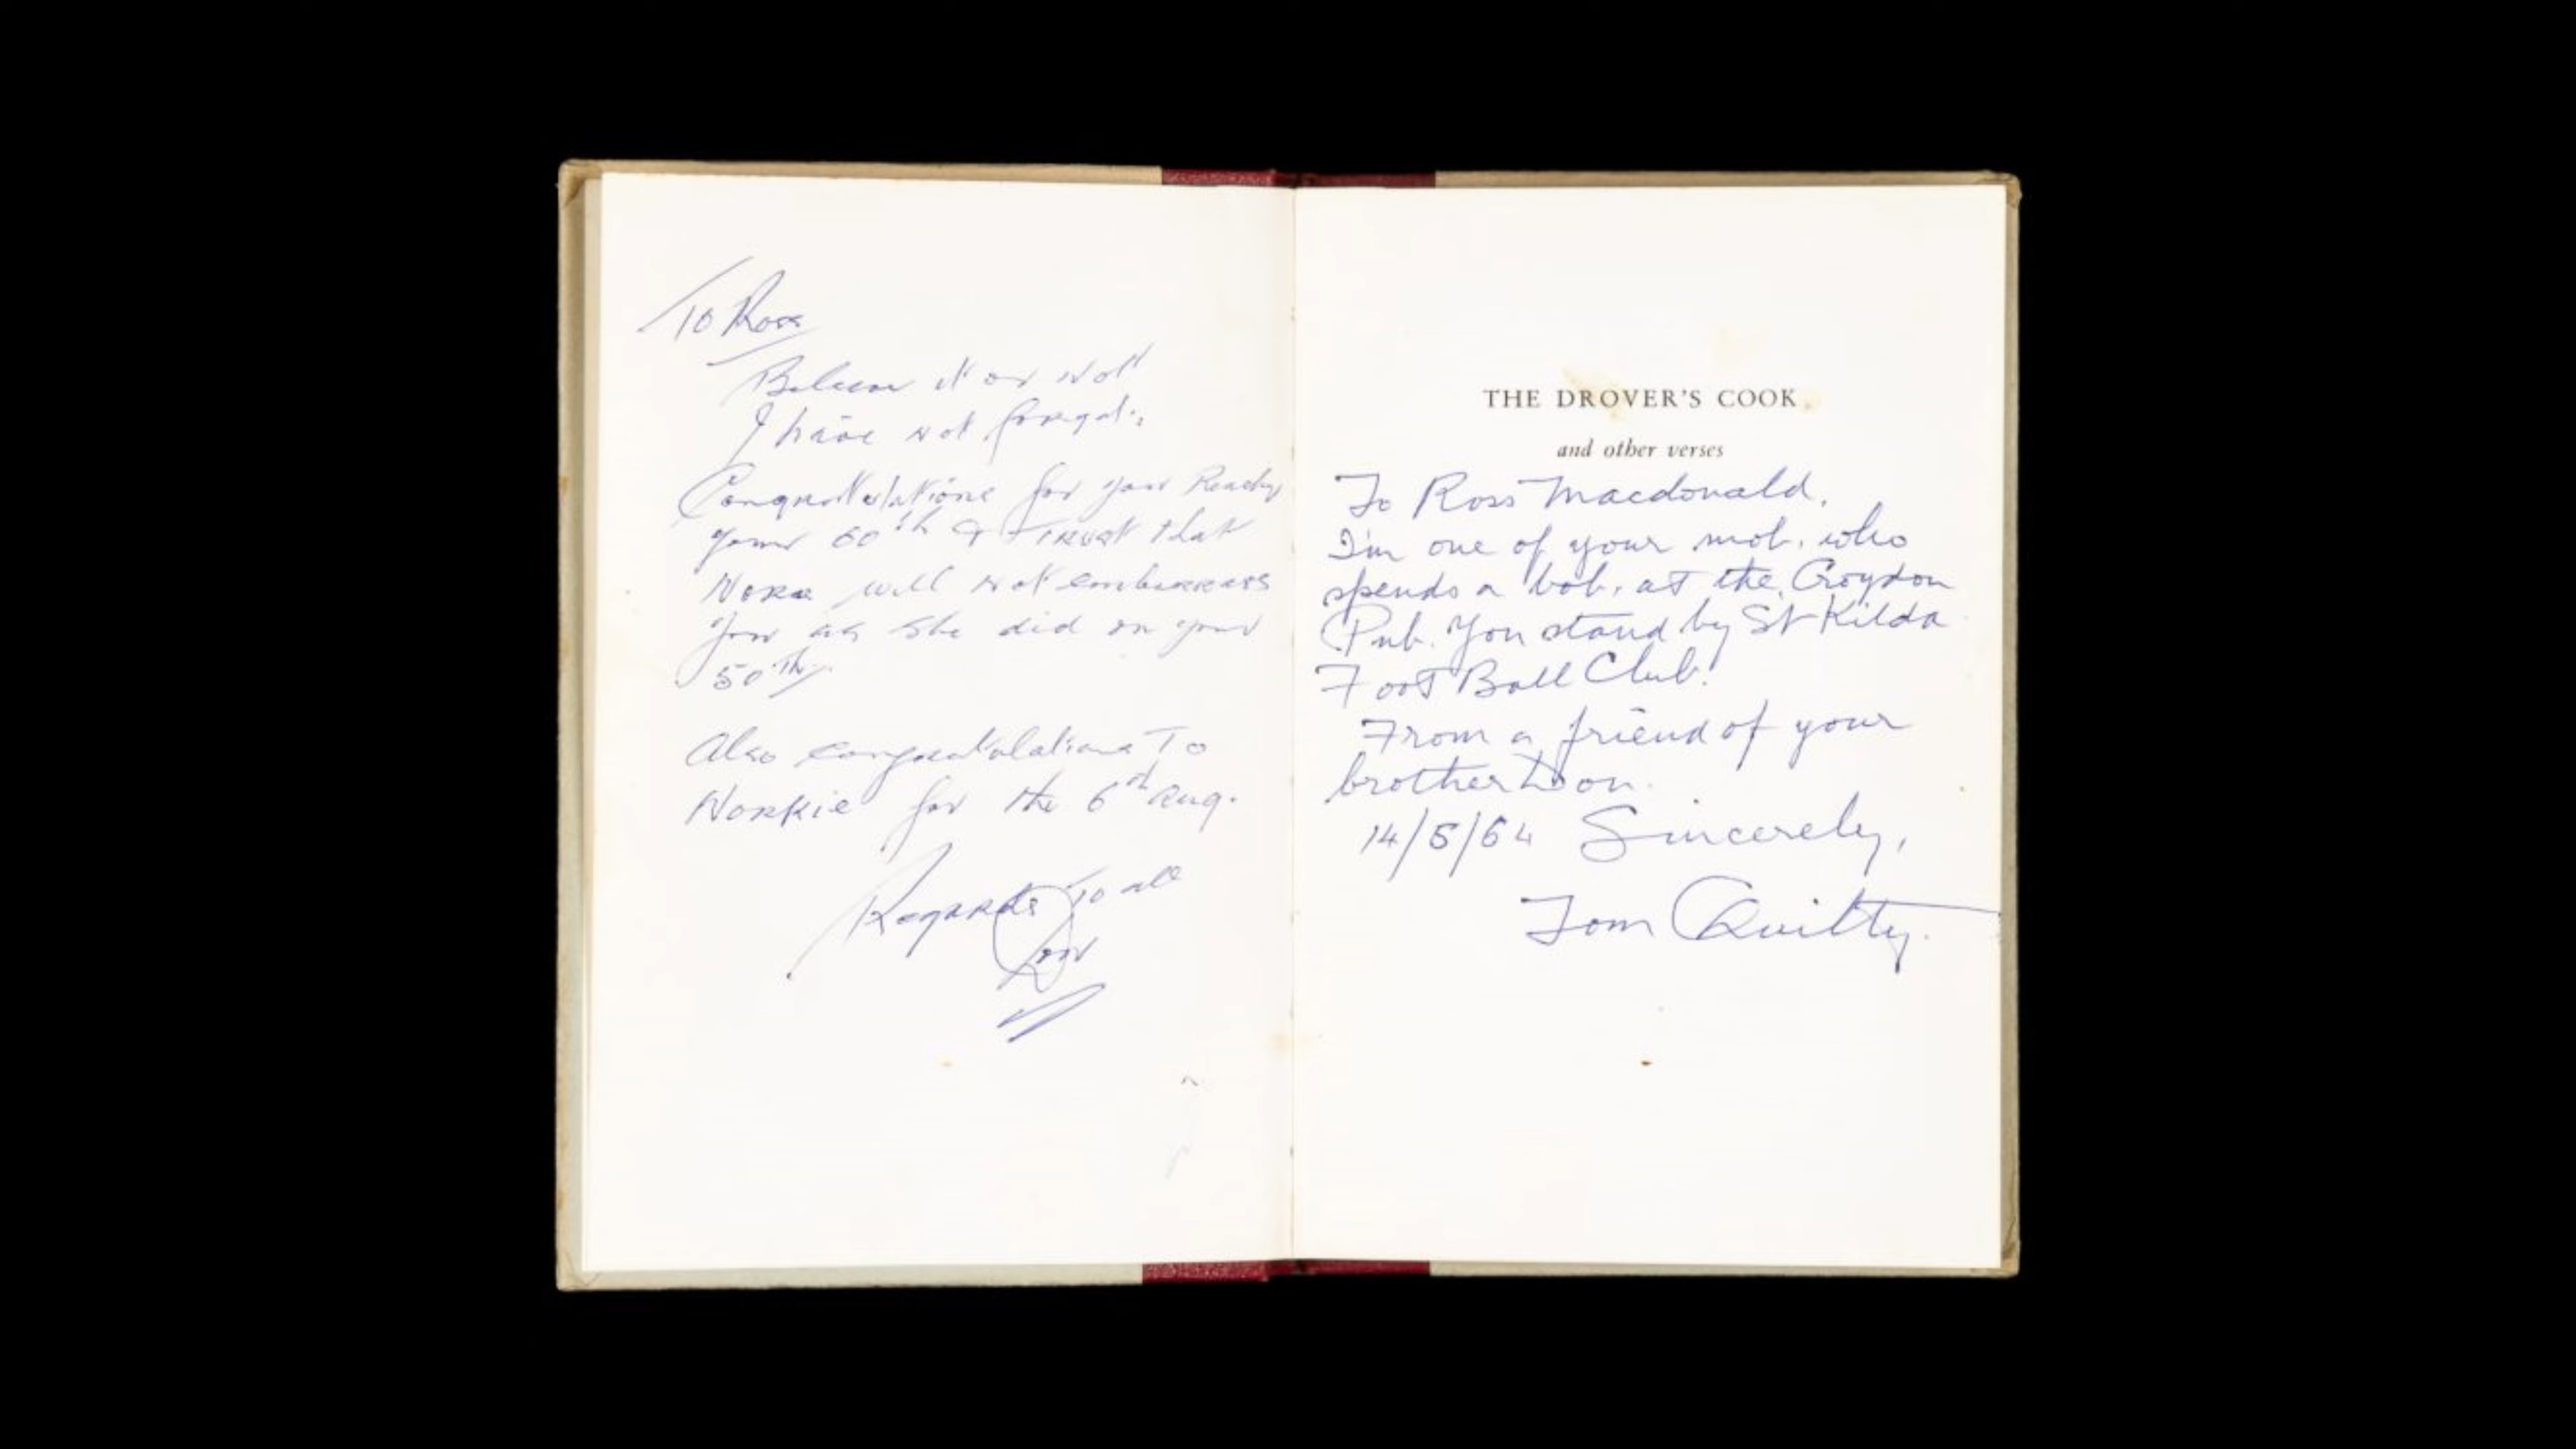 To Ross
Believe it or not
I have not forgot.
Congratulations for your Reachng
your 60th & Trust that
Nora will not embarrass
you as she did on your
50th
Also congratulations To
Norkie for the 6th Aug.
Regards To all
Don
THE DROVER'S COOK
and other verses
To Ross Macdonald.
I'm one of your mob, who
spends a bob, at the Croydon
Pub. You stand by St Kilda
Foot Ball Club.
From a friend of your
brother Don.
14/5/64 Sincerely,
Tom Quilty.